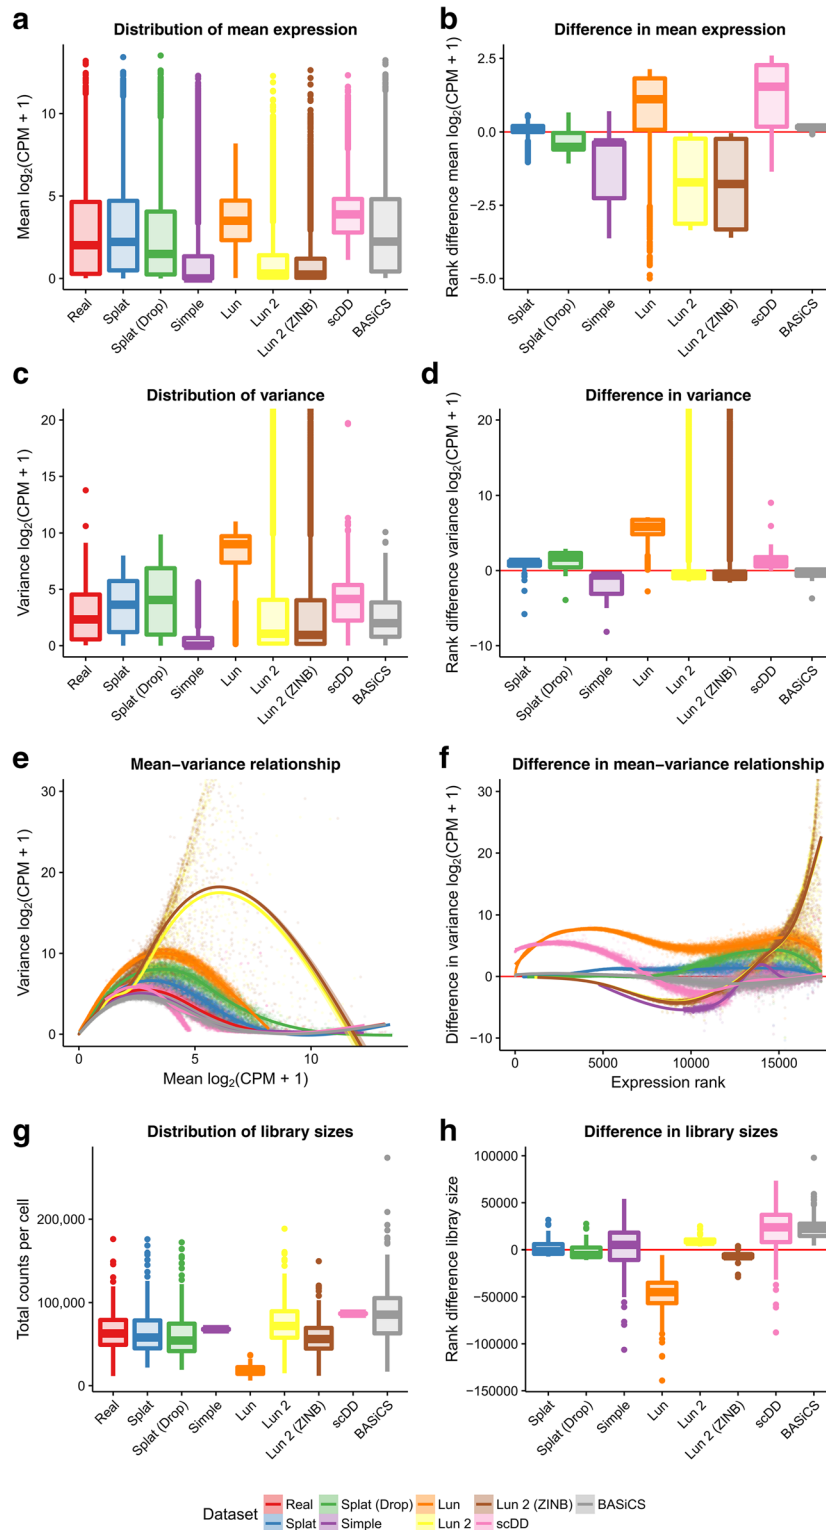 a
Distribution of mean expression
Mean log2(CPM + 1)
10
5
0
Real
Splat
Splat (Drop)
Simple
Lun
Lun 2
Lun 2 (ZINB)
scDD
BASiCS
b
Difference in mean expression
Rank difference mean log2(CPM + 1)
2.5
0.0
−2.5
−5.0
Splat
Splat (Drop)
Simple
Lun
Lun 2
Lun 2 (ZINB)
scDD
BASiCS
c
Distribution of variance
Variance log2(CPM + 1)
20
15
10
5
0
Real
Splat
Splat (Drop)
Simple
Lun
Lun 2
Lun 2 (ZINB)
scDD
BASiCS
d
Difference in variance
Rank difference variance log2(CPM + 1)
20
10
0
−10
Splat
Splat (Drop)
Simple
Lun
Lun 2
Lun 2 (ZINB)
scDD
BASiCS
e
Mean−variance relationship
Variance log2(CPM + 1)
30
20
10
0
0
5
10
Mean log2(CPM + 1)
f
Difference in mean−variance relationship
Difference in variance log2(CPM + 1)
30
20
10
0
−10
0
5000
10000
15000
Expression rank
g
Distribution of library sizes
Total counts per cell
200,000
100,000
0
Real
Splat
Splat (Drop)
Simple
Lun
Lun 2
Lun 2 (ZINB)
scDD
BASiCS
h
Difference in library sizes
Rank difference libray size
100000
50000
0
−50000
−100000
−150000
Splat
Splat (Drop)
Simple
Lun
Lun 2
Lun 2 (ZINB)
scDD
BASiCS
Dataset
Real
Splat (Drop)
Lun
Lun 2 (ZINB)
BASiCS
Splat
Simple
Lun 2
scDD